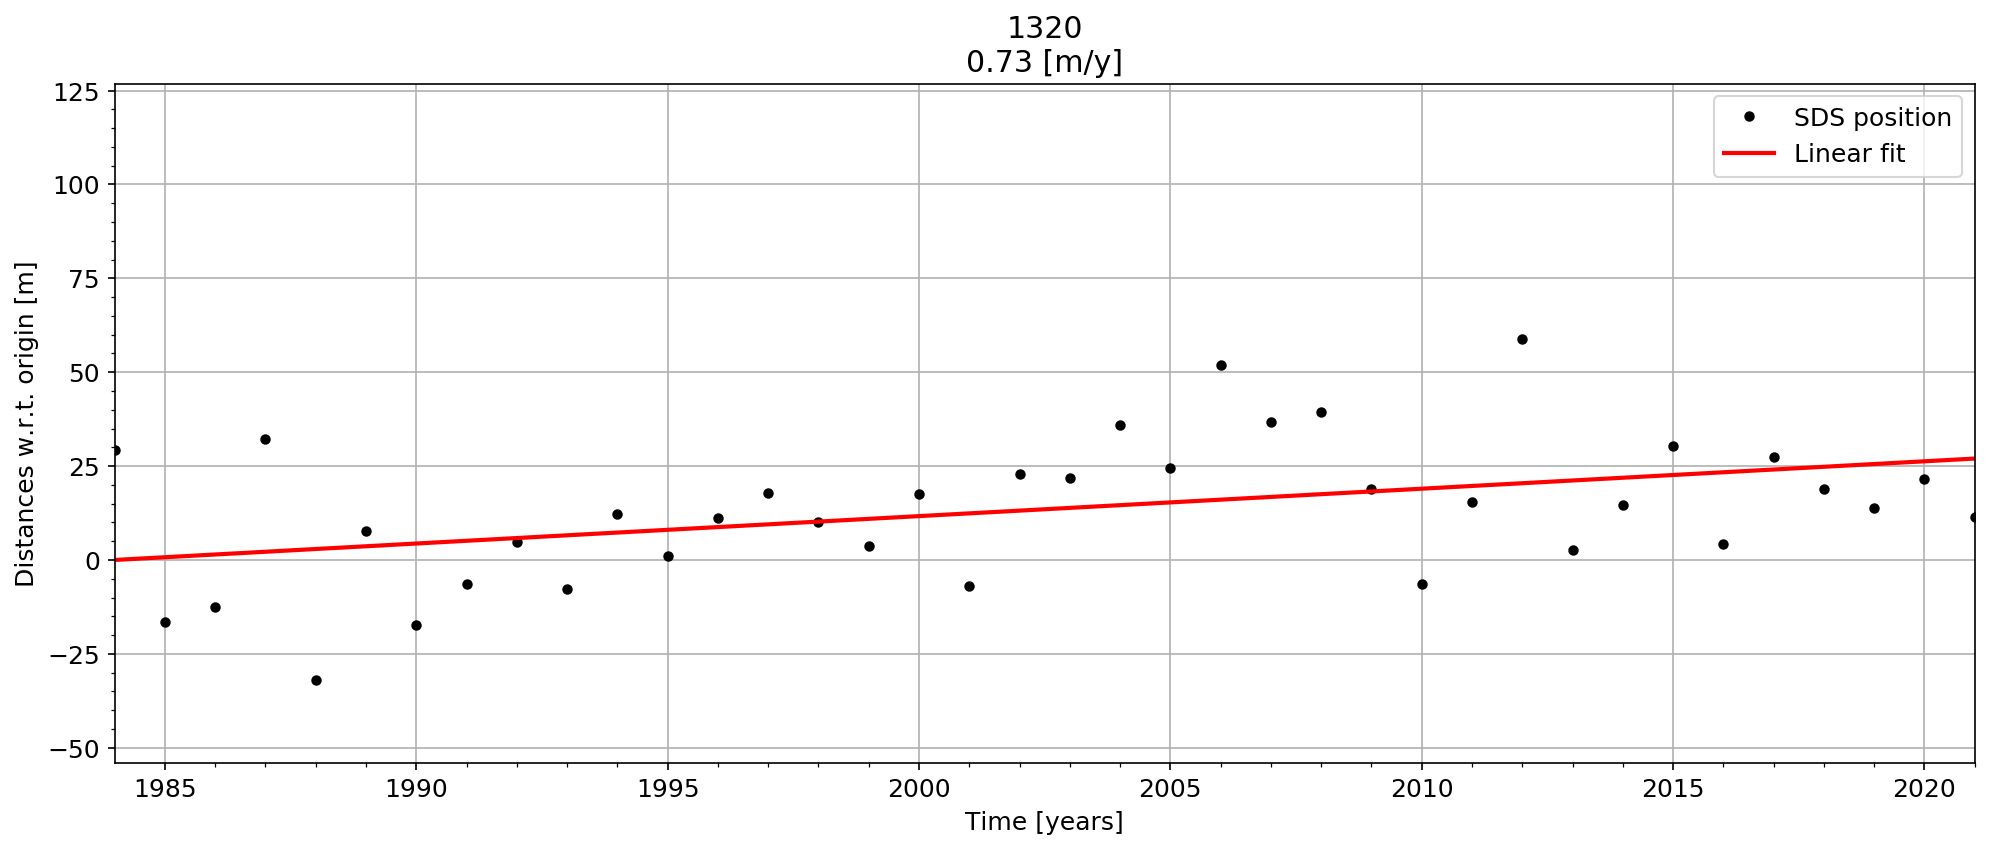 1320
0.73 [m/y]
SDS position
Linear fit
Distances w.r.t. origin [m]
125
100
75
50
25
0
−25
−50
1985 1990 1995 2000 2005 2010 2015 2020
Time [years]